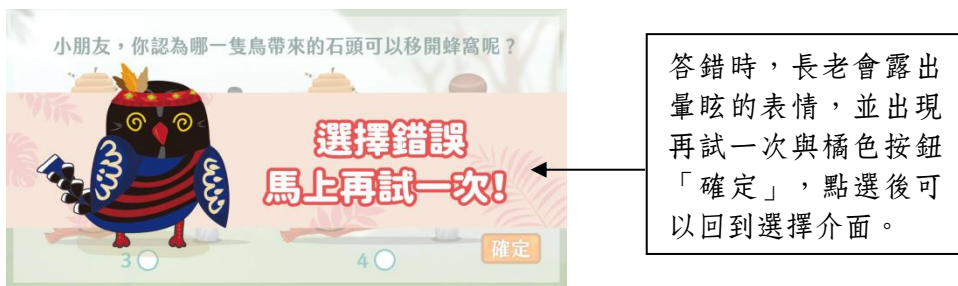 小朋友，你認為哪一隻鳥帶來的石頭可以移開蜂窩呢？
選擇錯誤
馬上再試一次!
3
4
確定
答錯時，長老會露出
暈眩的表情，並出現
再試一次與橘色按鈕
「確定」，點選後可
以回到選擇介面。